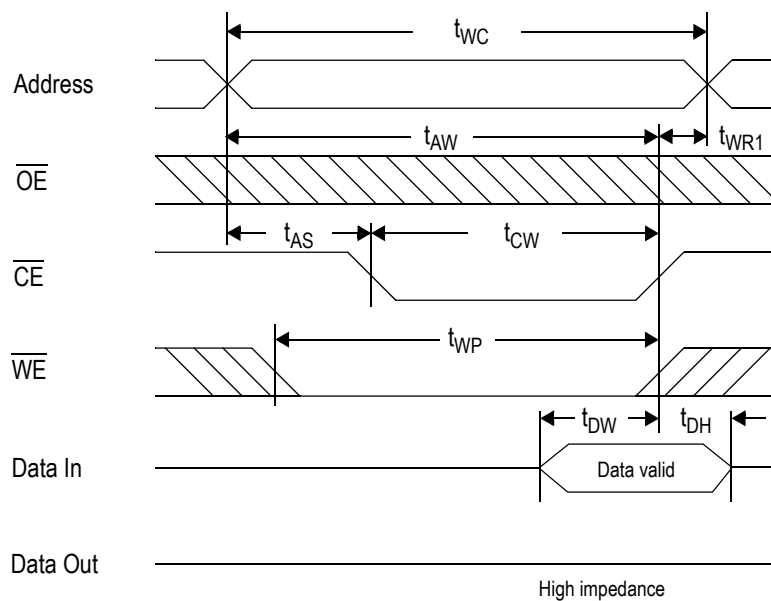 tWC
Address
tAW
tWR1
OE
tAS
tCW
CE
tWP
WE
tDW
tDH
Data In
Data valid
Data Out
High impedance